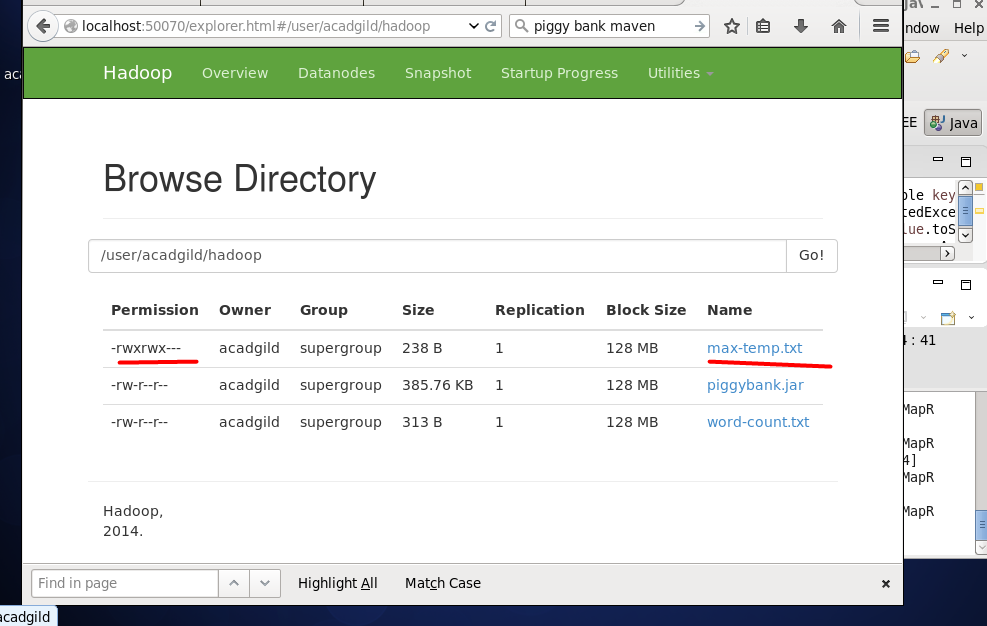 localhost:50070/explorer.html#/user/acadgild/hadoop
piggy bank maven
ndow Help
Hadoop Overview Datanodes Snapshot Startup Progress Utilities
EE Java
Browse Directory
/user/acadgild/hadoop Go!
Permission Owner Group Size Replication Block Size Name
-rwxrwx--- acadgild supergroup 238 B 1 128 MB max-temp.txt
-rw-r--r-- acadgild supergroup 385.76 KB 1 128 MB piggybank.jar
-rw-r--r-- acadgild supergroup 313 B 1 128 MB word-count.txt
Hadoop,
2014.
Find in page Highlight All Match Case
acadgild
ble key
tedExce
lue.toS
4:41
MapR
MapR
4]
MapR
MapR